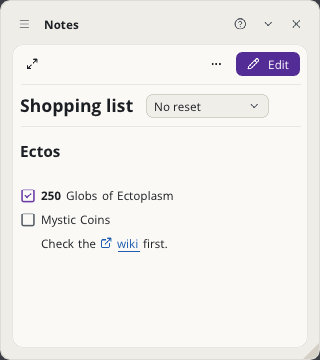 Notes
Edit
Shopping list
No reset
Ectos
250 Globs of Ectoplasm
Mystic Coins
Check the wiki first.